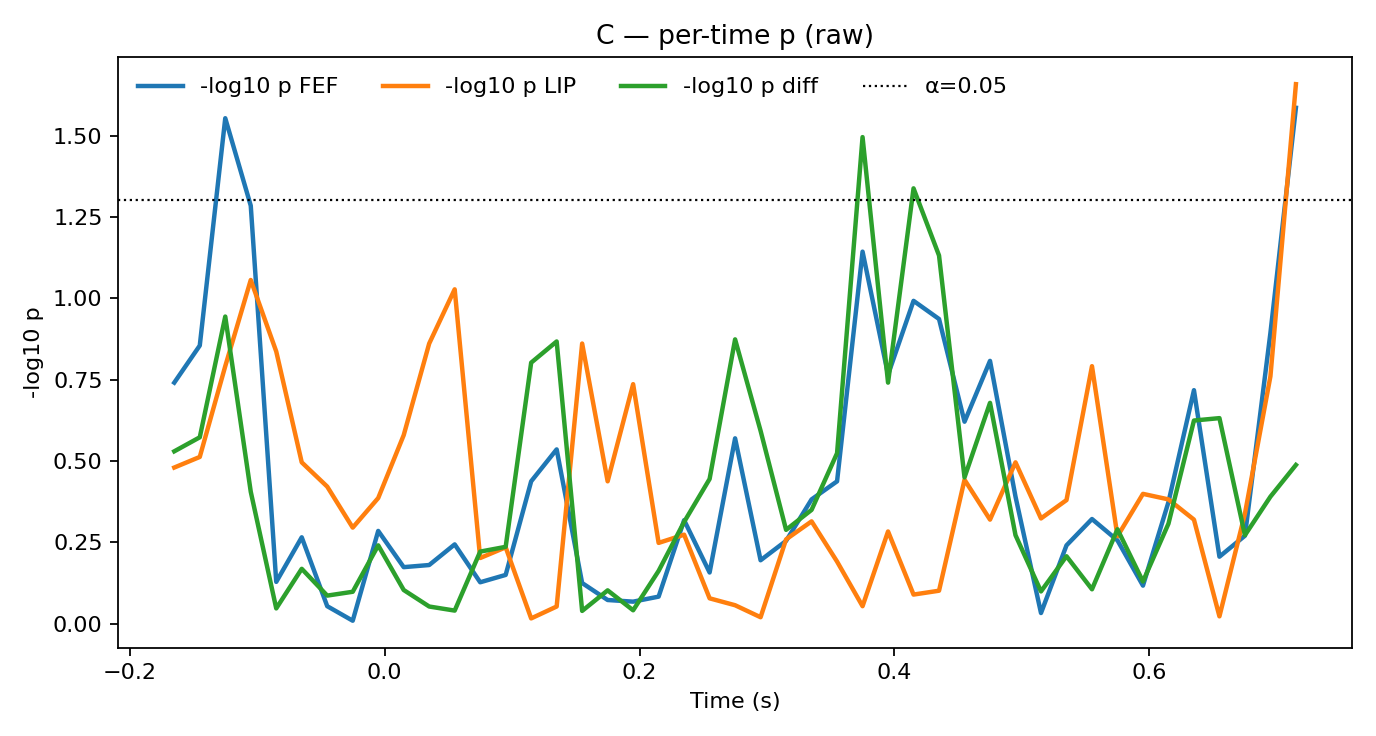 C — per-time p (raw)
-log10 p FEF
-log10 p LIP
-log10 p diff
α=0.05
1.50
1.25
1.00
0.75
0.50
0.25
0.00
-log10 p
−0.2
0.0
0.2
0.4
0.6
Time (s)